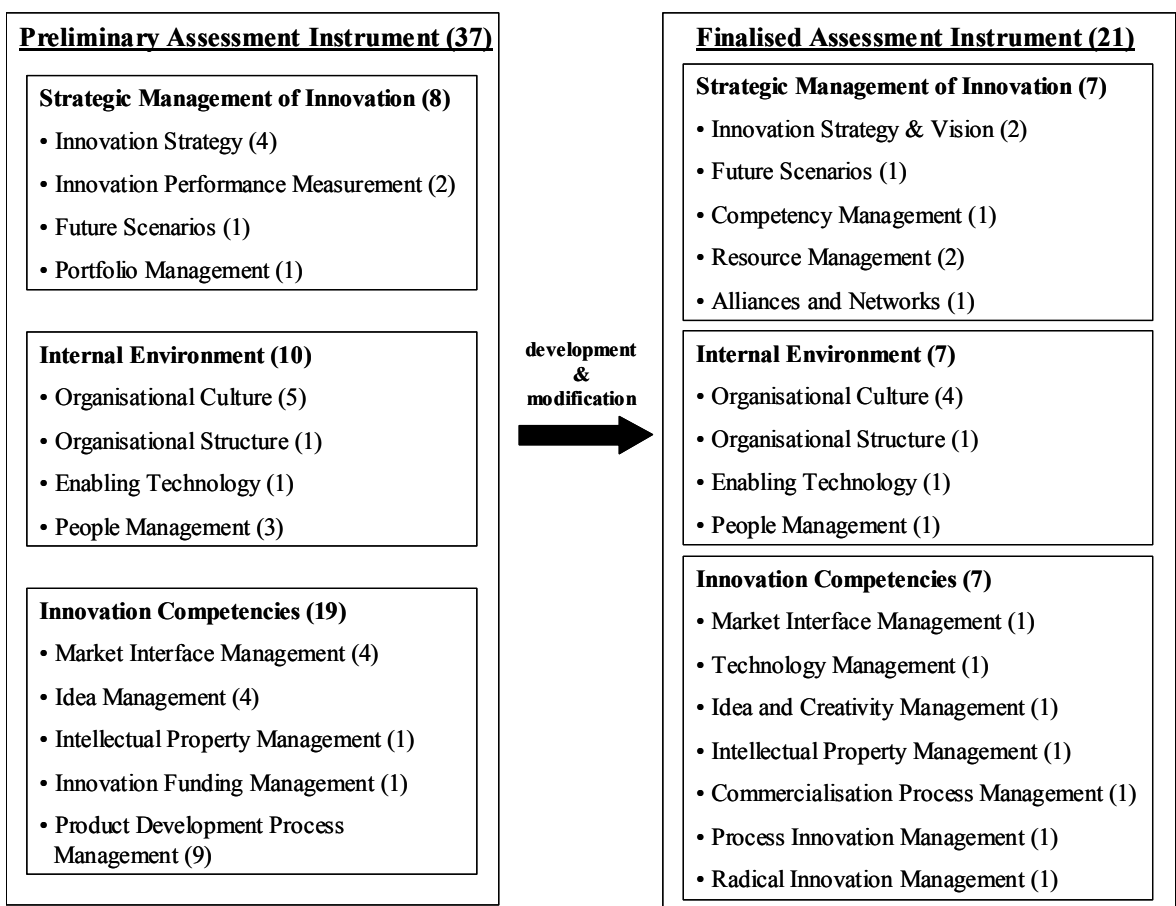 Preliminary Assessment Instrument (37)
Strategic Management of Innovation (8)
• Innovation Strategy (4)
• Innovation Performance Measurement (2)
• Future Scenarios (1)
• Portfolio Management (1)
Internal Environment (10)
• Organisational Culture (5)
• Organisational Structure (1)
• Enabling Technology (1)
• People Management (3)
Innovation Competencies (19)
• Market Interface Management (4)
• Idea Management (4)
• Intellectual Property Management (1)
• Innovation Funding Management (1)
• Product Development Process
Management (9)
development
&
modification
Finalised Assessment Instrument (21)
Strategic Management of Innovation (7)
• Innovation Strategy & Vision (2)
• Future Scenarios (1)
• Competency Management (1)
• Resource Management (2)
• Alliances and Networks (1)
Internal Environment (7)
• Organisational Culture (4)
• Organisational Structure (1)
• Enabling Technology (1)
• People Management (1)
Innovation Competencies (7)
• Market Interface Management (1)
• Technology Management (1)
• Idea and Creativity Management (1)
• Intellectual Property Management (1)
• Commercialisation Process Management (1)
• Process Innovation Management (1)
• Radical Innovation Management (1)